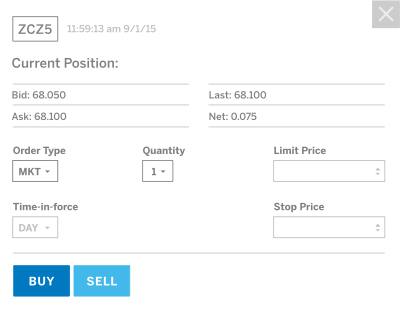 ZCZ5 11:59:13 am 9/1/15
Current Position:
Bid: 68.050 Last: 68.100
Ask: 68.100 Net: 0.075
Order Type Quantity Limit Price
MKT 1
Time-in-force Stop Price
DAY
BUY SELL